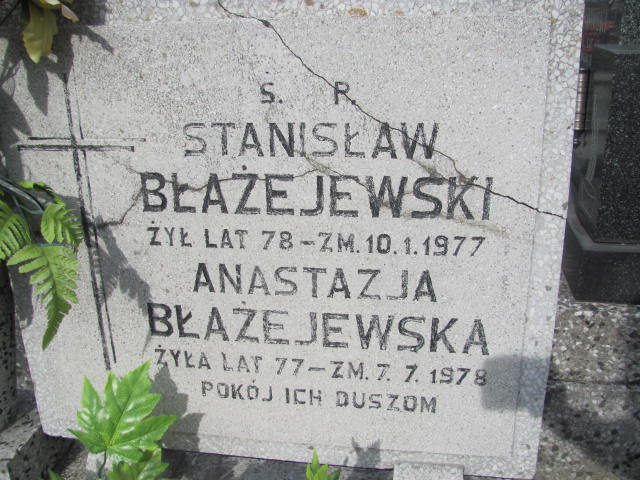 Ś. P.
STANISŁAW
BŁAŻEJEWSKI
ŻYŁ LAT 78 – ZM. 10.1.1977
ANASTAZJA
BŁAŻEJEWSKA
ŻYŁA LAT 77 – ZM. 7. 7. 1978
POKÓJ ICH DUSZOM